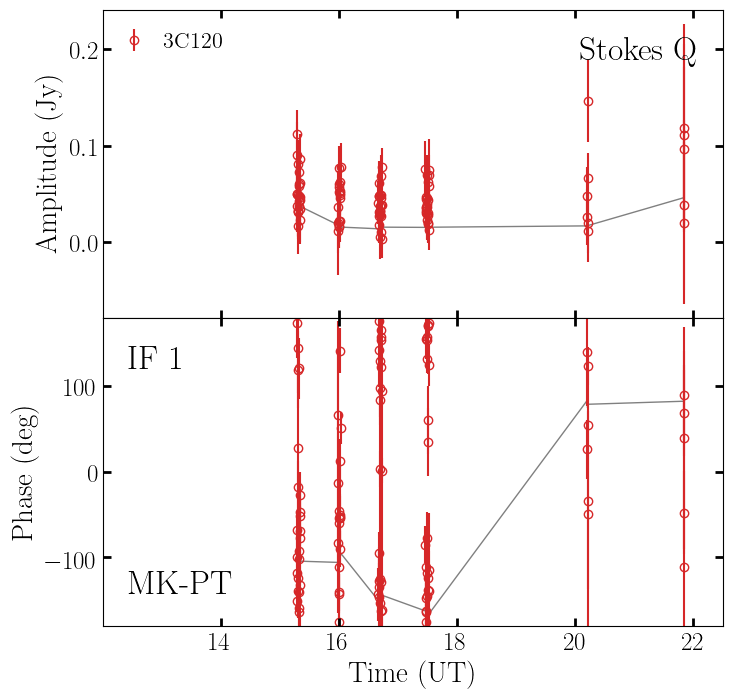 3C120
Stokes Q
0.2
0.1
0.0
Amplitude (Jy)
IF 1
100
0
−100
Phase (deg)
MK-PT
14
16
18
20
22
Time (UT)